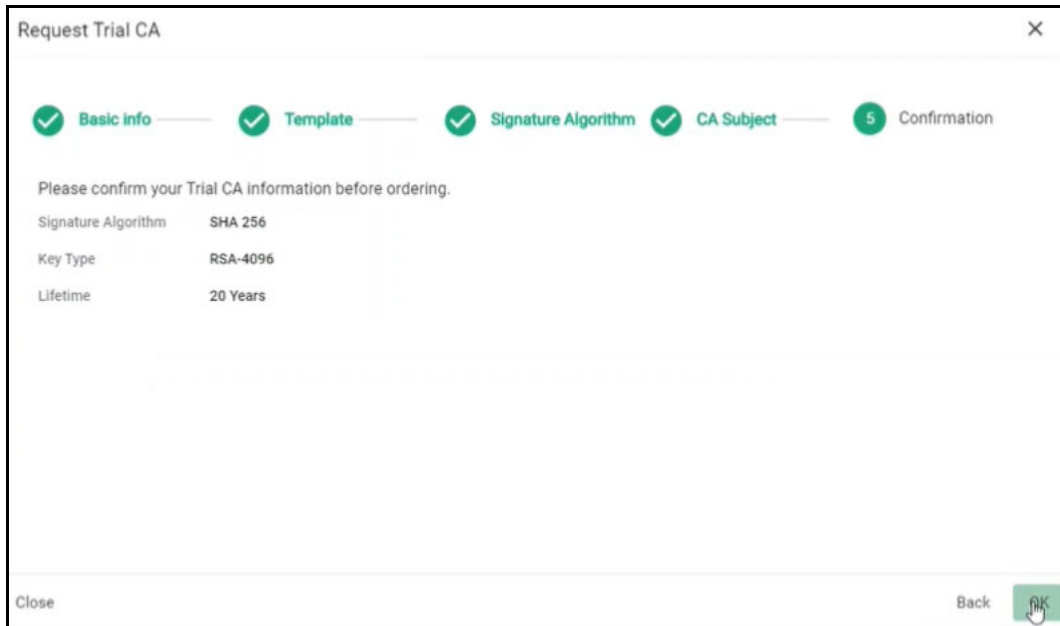 Request Trial CA
Basic info Template Signature Algorithm CA Subject 5 Confirmation
Please confirm your Trial CA information before ordering.
Signature Algorithm SHA 256
Key Type RSA-4096
Lifetime 20 Years
Close Back OK